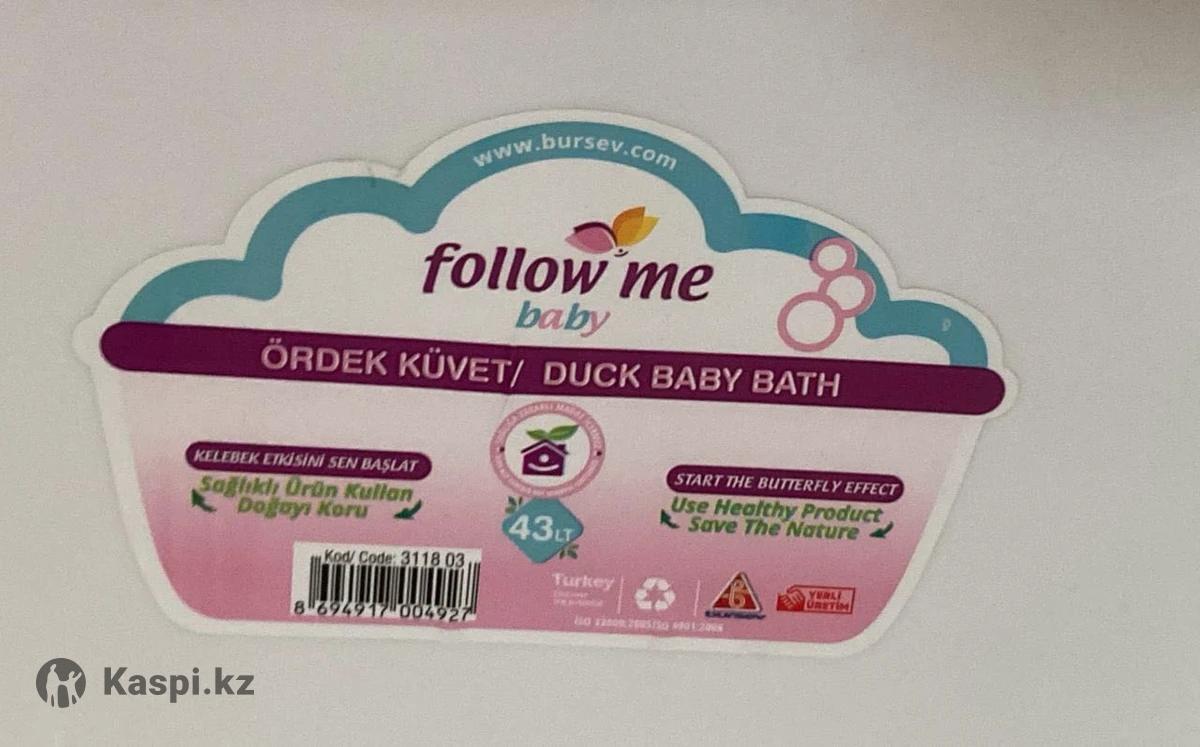 www.bursev.com
follow me
baby
ÖRDEK KÜVET/ DUCK BABY BATH
KELEBEK ETKİSİNİ SEN BAŞLAT
Sağlıklı Ürün Kullan
Doğayı Koru
43LT
START THE BUTTERFLY EFFECT
Use Healthy Product
Save The Nature
Kod/ Code: 3118 03
8 694917 004927
Turkey
YERLİ
ÜRETİM
Kaspi.kz